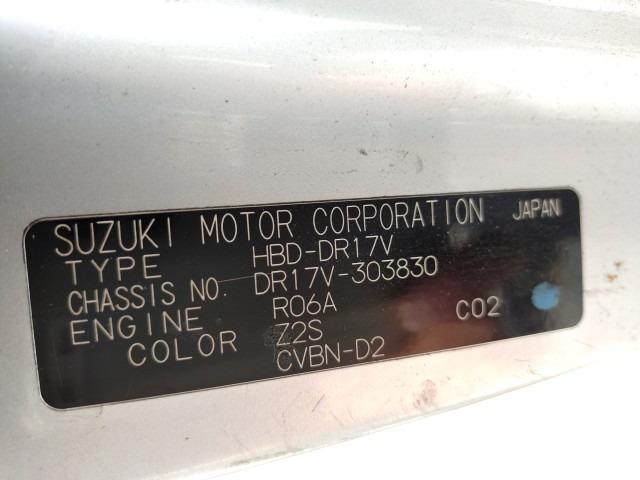 SUZUKI MOTOR CORPORATION JAPAN
TYPE HBD-DR17V
CHASSIS NO. DR17V-303830
ENGINE R06A C02
COLOR Z2S
CVBN-D2